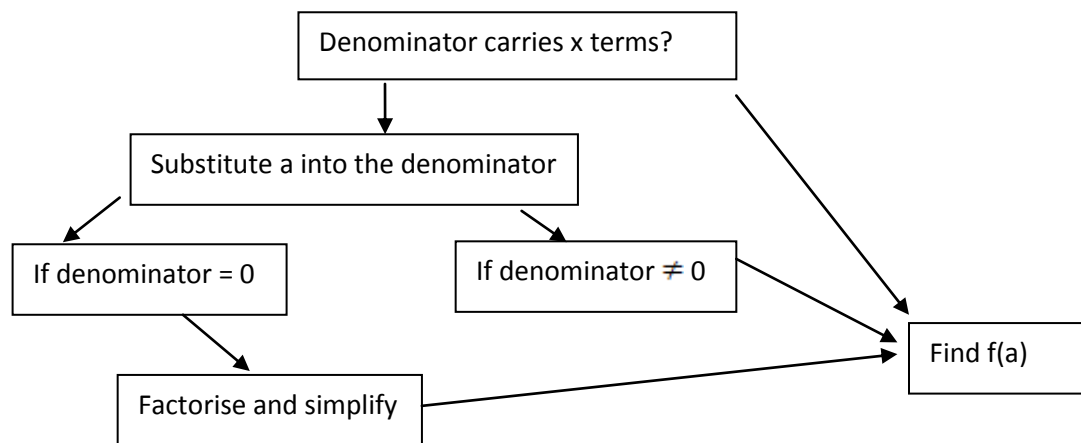 Denominator carries x terms?
Substitute a into the denominator
If denominator = 0
If denominator ≠ 0
Find f(a)
Factorise and simplify